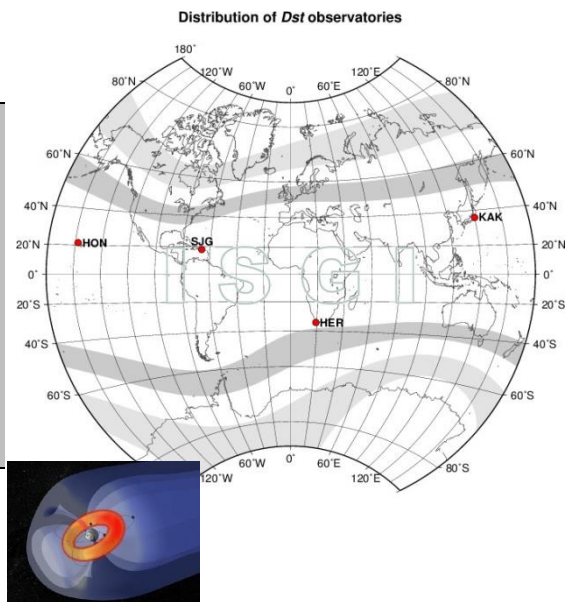 Distribution of Dst observatories
180°
120°W 60°W 0° 60°E 120°E
80°N 80°N
60°N 60°N
40°N 40°N
20°N 20°N
0° 0°
20°S 20°S
40°S 40°S
60°S 60°S
80°S
120°W 60°W 0° 60°E 120°E
HON
SJG
KAK
HER
I S G I